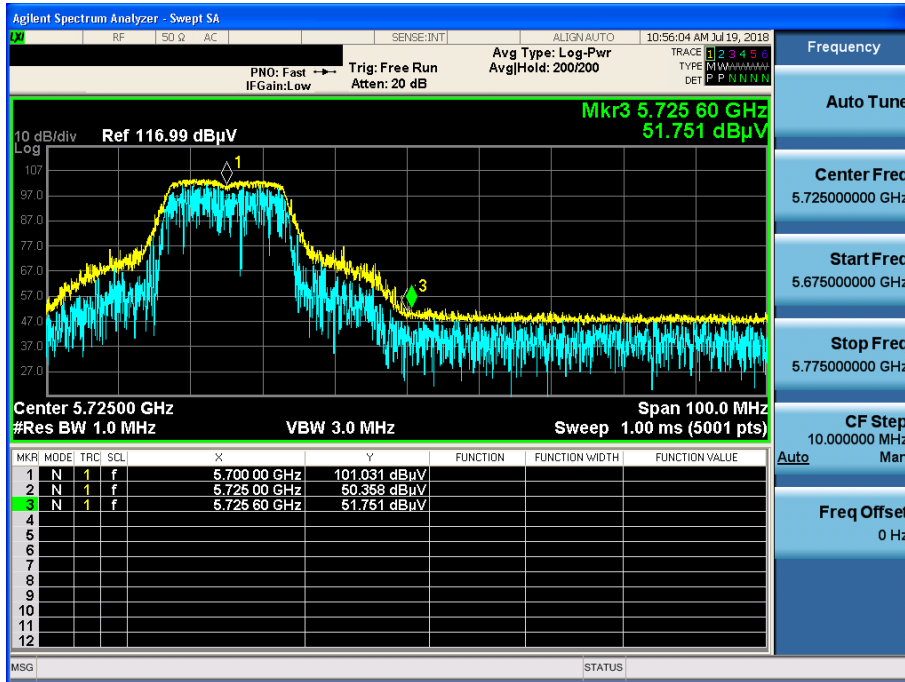 Agilent Spectrum Analyzer - Swept SA
LXI RF 50 Ω AC SENSE:INT ALIGN AUTO 10:56:04 AM Jul 19, 2018
PNO: Fast Trig: Free Run Avg Type: Log-Pwr TRACE 1 2 3 4 5 6
IFGain:Low Atten: 20 dB Avg|Hold: 200/200 TYPE M W W W W W
DET P P N N N N
Mkr3 5.725 60 GHz
51.751 dBµV
10 dB/div Ref 116.99 dBµV
Log
107
97.0
87.0
77.0
67.0
57.0
47.0
37.0
27.0
1
3
Center 5.72500 GHz Span 100.0 MHz
#Res BW 1.0 MHz VBW 3.0 MHz Sweep 1.00 ms (5001 pts)
MKR MODE TRC SCL X Y FUNCTION FUNCTION WIDTH FUNCTION VALUE
1 N 1 f 5.700 00 GHz 101.031 dBµV
2 N 1 f 5.725 00 GHz 50.358 dBµV
3 N 1 f 5.725 60 GHz 51.751 dBµV
4
5
6
7
8
9
10
11
12
MSG STATUS
Frequency
Auto Tune
Center Freq
5.725000000 GHz
Start Freq
5.675000000 GHz
Stop Freq
5.775000000 GHz
CF Step
10.000000 MHz
Auto Man
Freq Offset
0 Hz